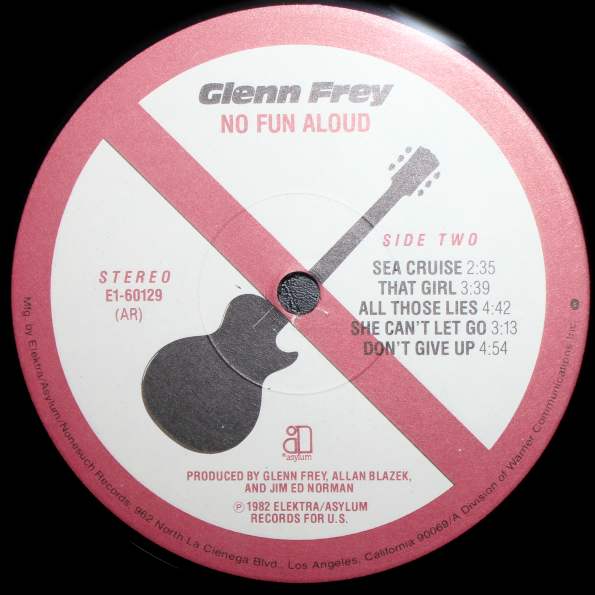 Glenn Frey
NO FUN ALOUD
SIDE TWO
SEA CRUISE 2:35
THAT GIRL 3:39
ALL THOSE LIES 4:42
SHE CAN'T LET GO 3:13
DON'T GIVE UP 4:54
STEREO
E1-60129
(AR)
asylum
PRODUCED BY GLENN FREY, ALLAN BLAZEK,
AND JIM ED NORMAN
℗ 1982 ELEKTRA/ASYLUM
RECORDS FOR U.S.
Mfg. by Elektra/Asylum/Nonesuch Records, 962 North La Cienega Blvd., Los Angeles, California 90069/A Division of Warner Communications Inc.